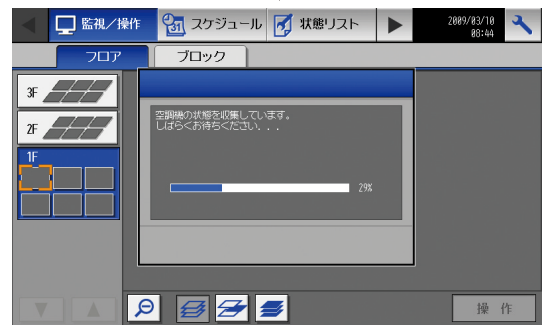 監視／操作
スケジュール
状態リスト
2009/03/10
08:44
フロア
ブロック
3F
2F
1F
空調機の状態を収集しています。
しばらくお待ちください．．．
29%
操 作